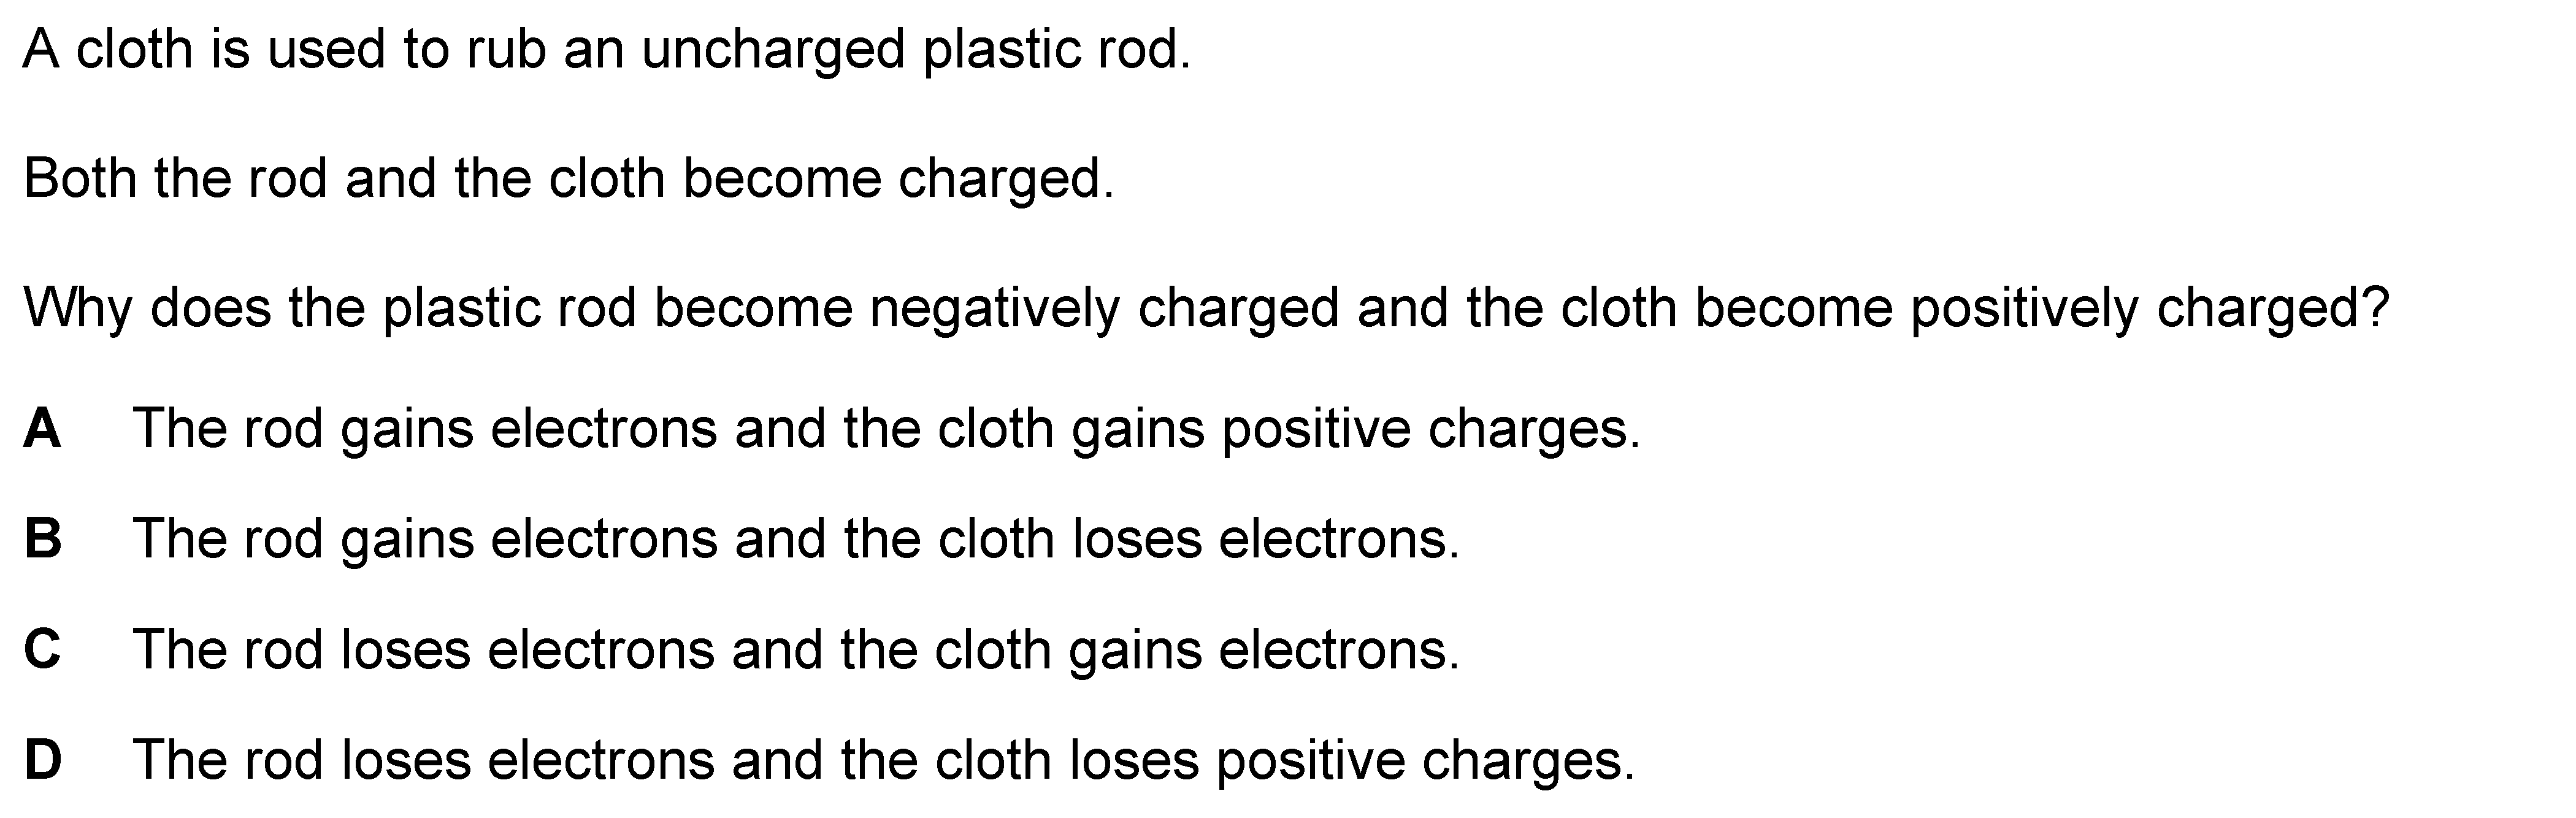 A cloth is used to rub an uncharged plastic rod.
Both the rod and the cloth become charged.
Why does the plastic rod become negatively charged and the cloth become positively charged?
A The rod gains electrons and the cloth gains positive charges.
B The rod gains electrons and the cloth loses electrons.
C The rod loses electrons and the cloth gains electrons.
D The rod loses electrons and the cloth loses positive charges.